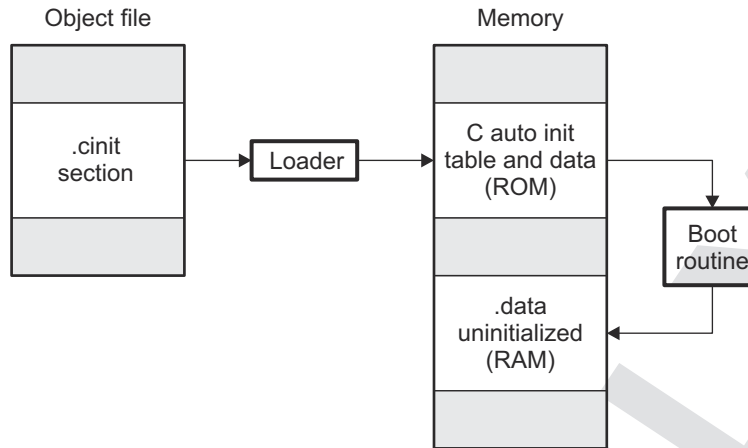 Object file
Memory
.cinit
section
Loader
C auto init
table and data
(ROM)
Boot
routine
.data
uninitialized
(RAM)